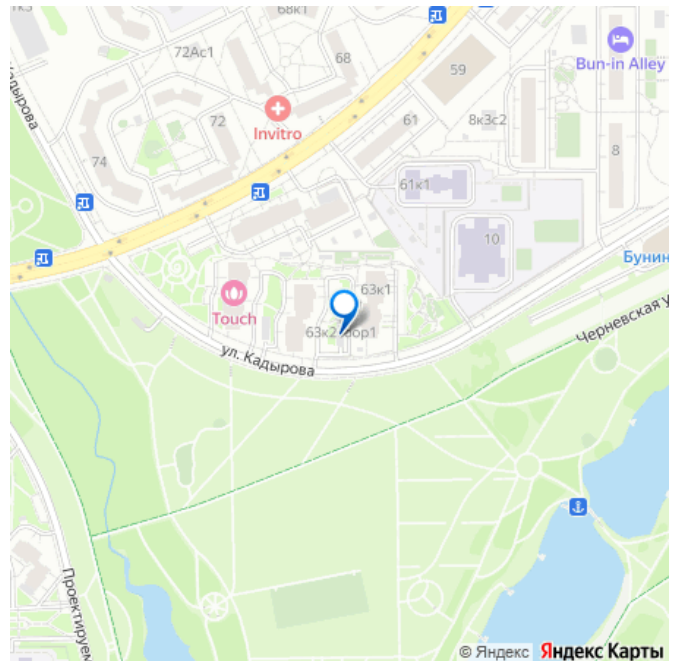 68к1
72Ас1
68
59
Bun-in Alley
Кадырова
72
Invitro
61
8к3с2
74
8
61к1
10
Бунин
63к1
Touch
63к2
ул. Кадырова
Черневская у
Проектируем
© Яндекс
Яндекс Карты